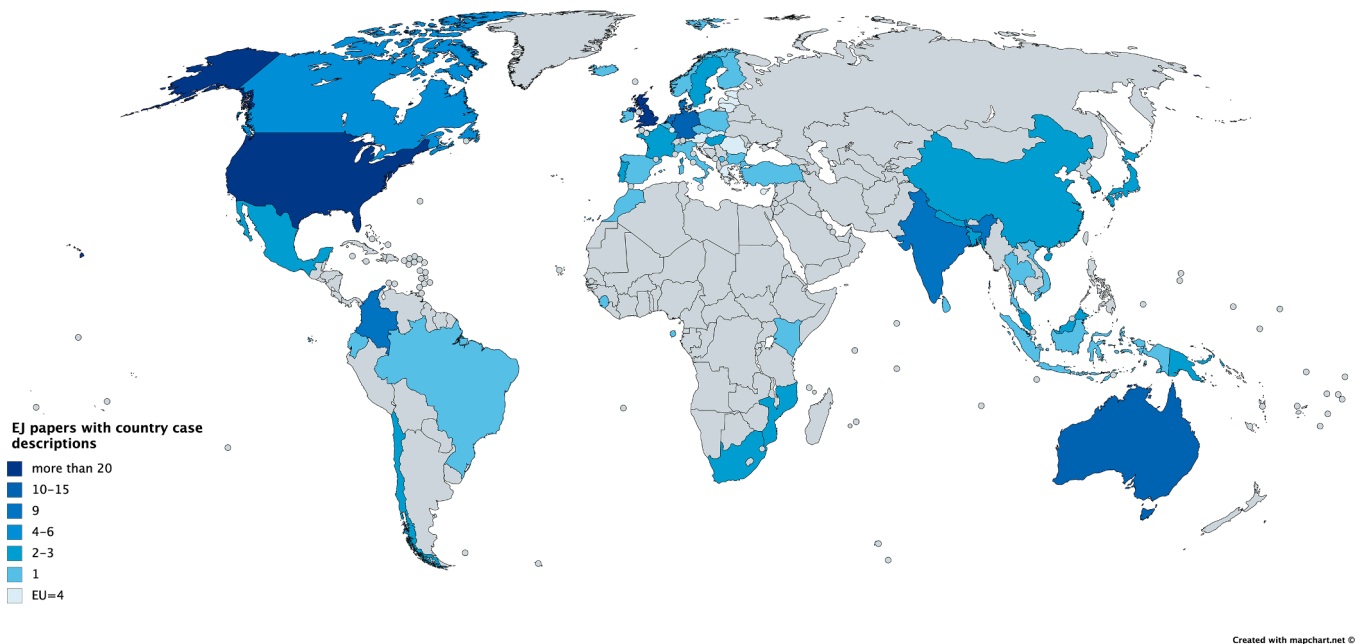 EJ papers with country case
descriptions
more than 20
10–15
9
4–6
2–3
1
EU=4
Created with mapchart.net ©